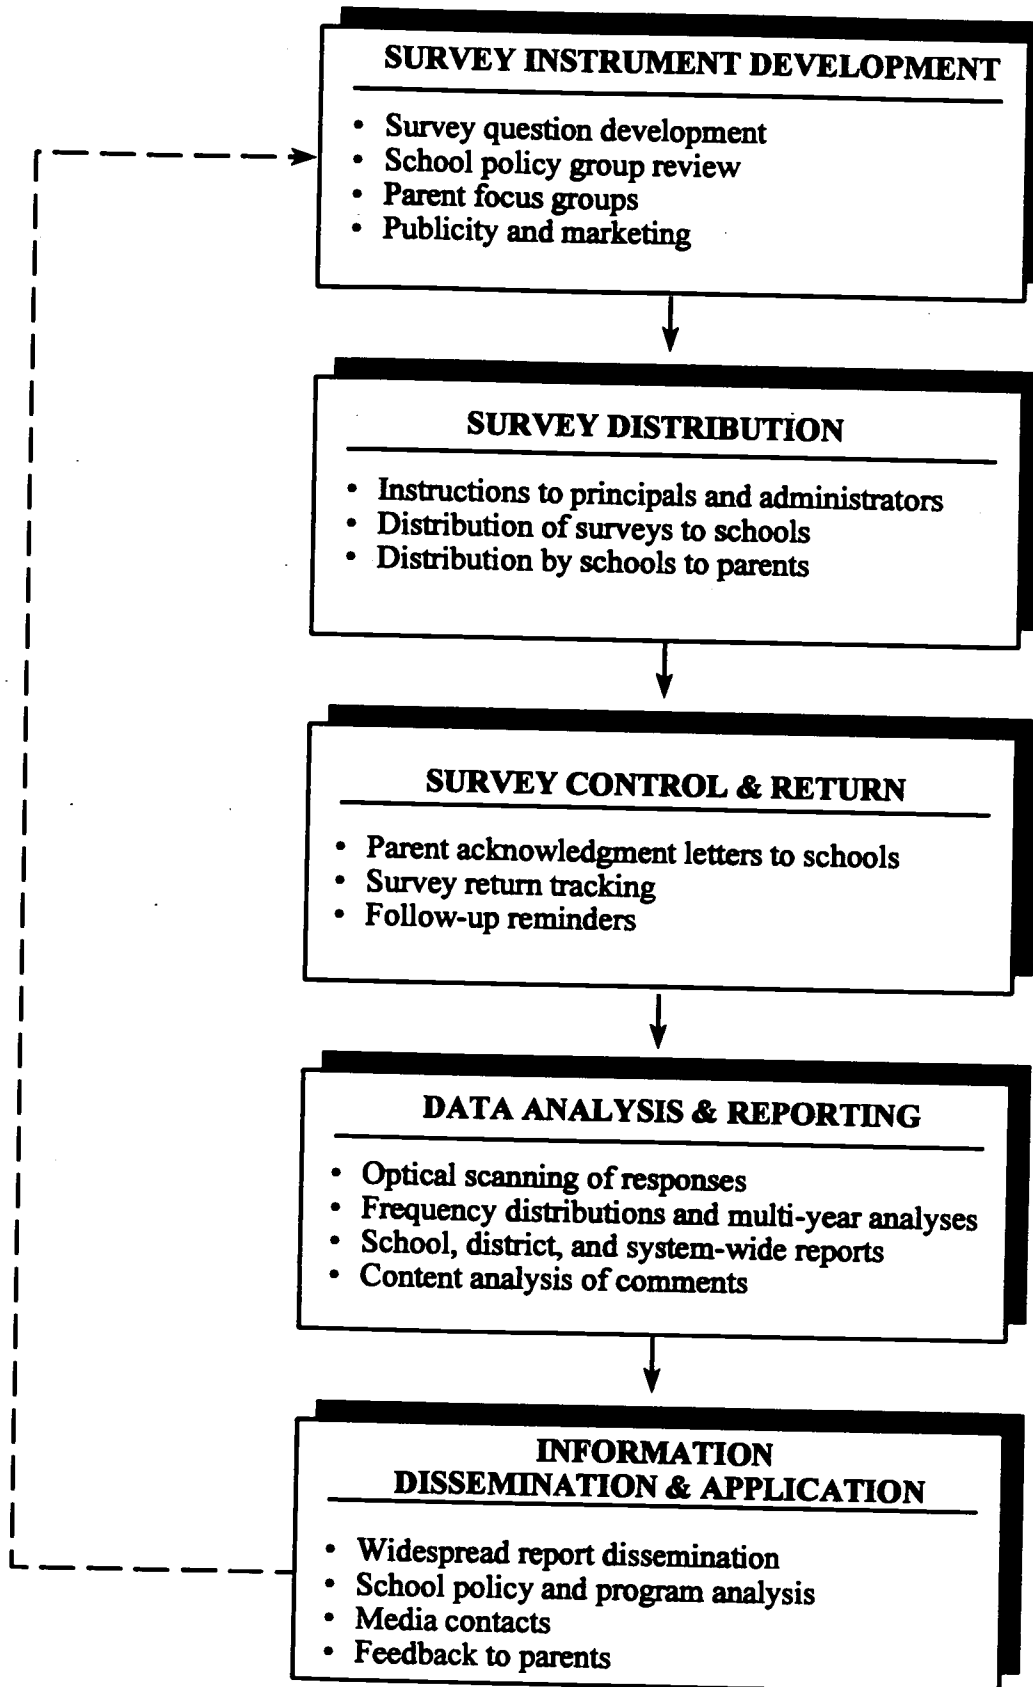 SURVEY INSTRUMENT DEVELOPMENT
• Survey question development
• School policy group review
• Parent focus groups
• Publicity and marketing
SURVEY DISTRIBUTION
• Instructions to principals and administrators
• Distribution of surveys to schools
• Distribution by schools to parents
SURVEY CONTROL & RETURN
• Parent acknowledgment letters to schools
• Survey return tracking
• Follow-up reminders
DATA ANALYSIS & REPORTING
• Optical scanning of responses
• Frequency distributions and multi-year analyses
• School, district, and system-wide reports
• Content analysis of comments
INFORMATION
DISSEMINATION & APPLICATION
• Widespread report dissemination
• School policy and program analysis
• Media contacts
• Feedback to parents